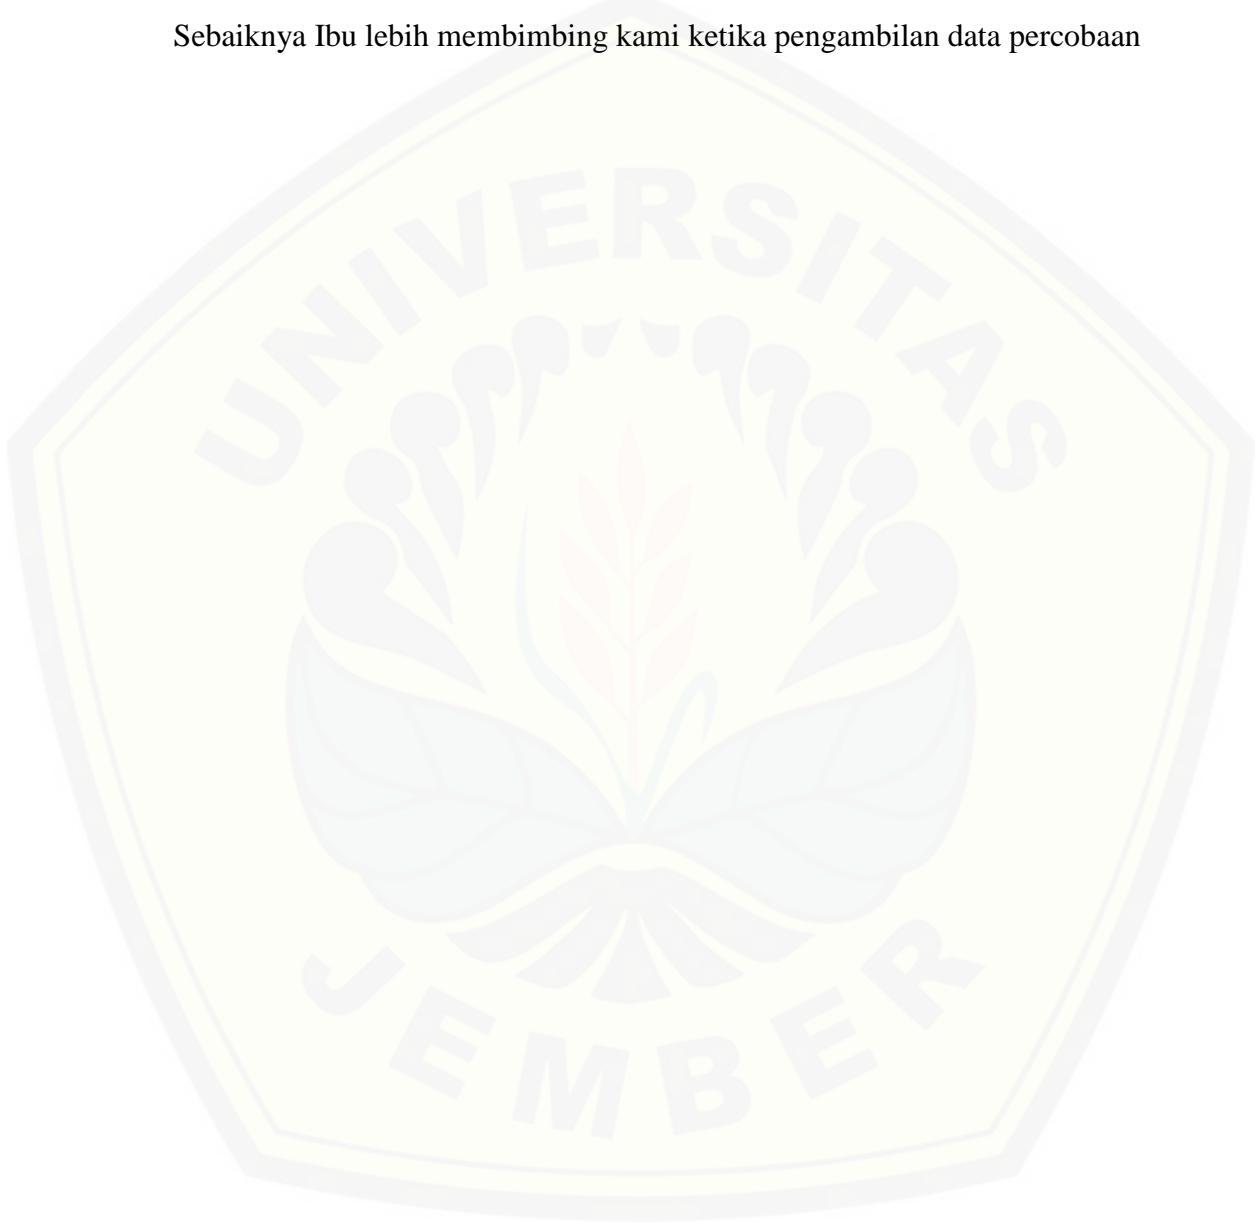 Sebaiknya Ibu lebih membimbing kami ketika pengambilan data percobaan
UNIVERSITAS
JEMBER